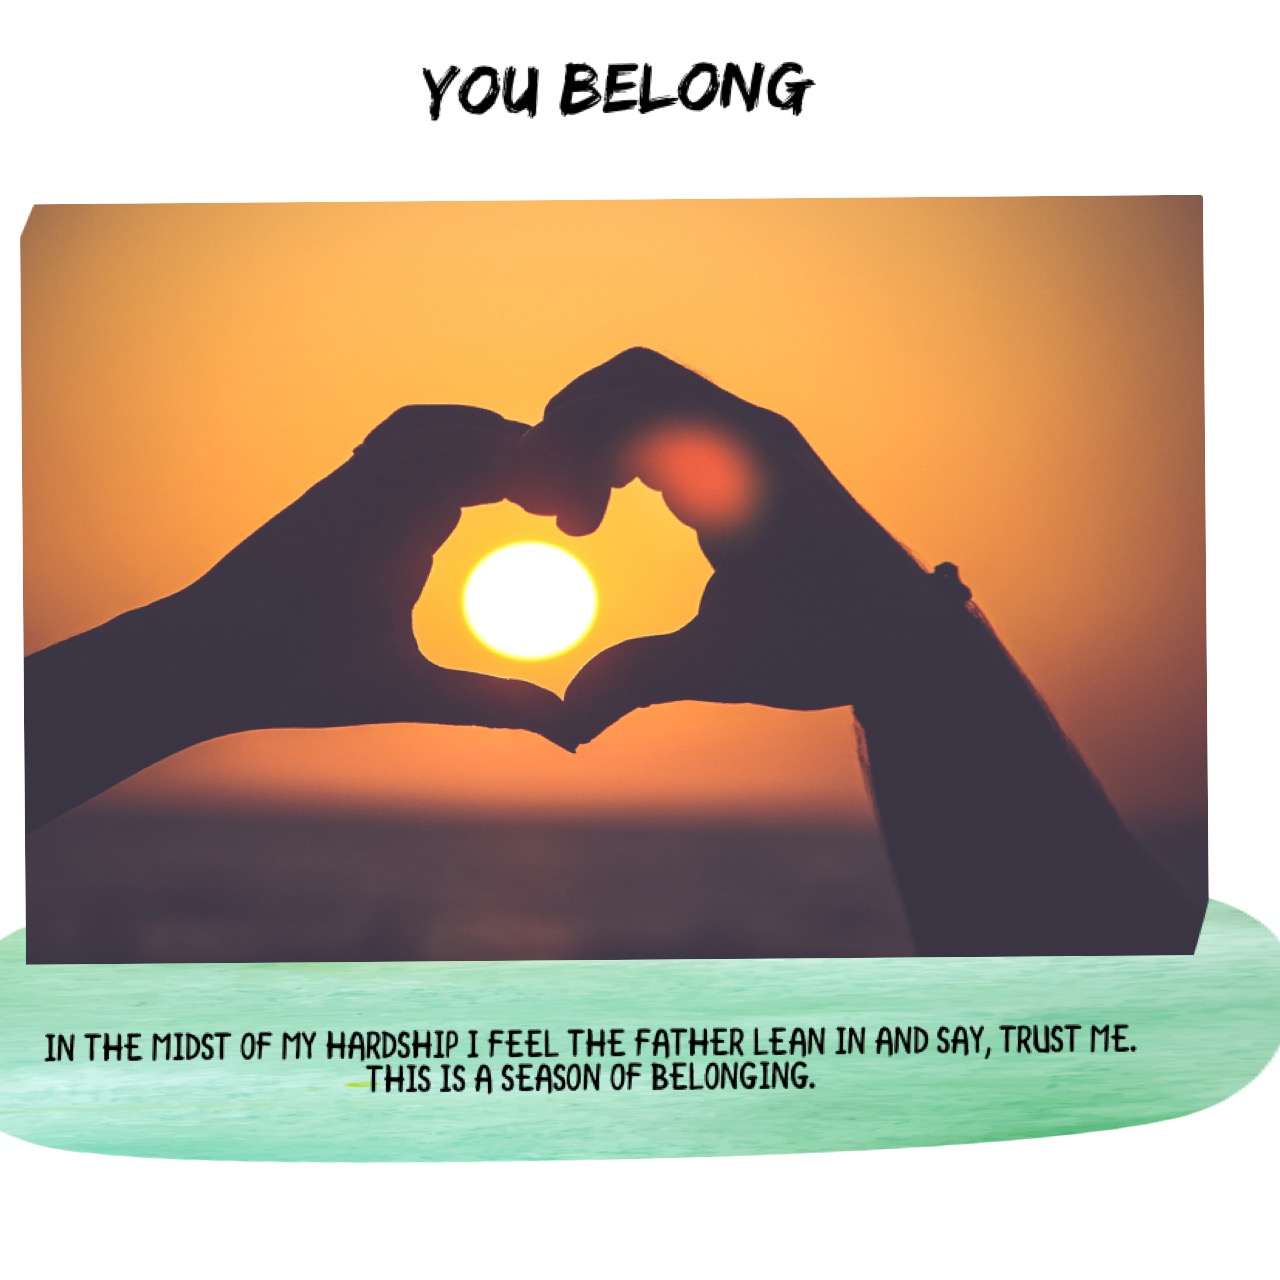 YOU BELONG
IN THE MIDST OF MY HARDSHIP I FEEL THE FATHER LEAN IN AND SAY, TRUST ME.
THIS IS A SEASON OF BELONGING.